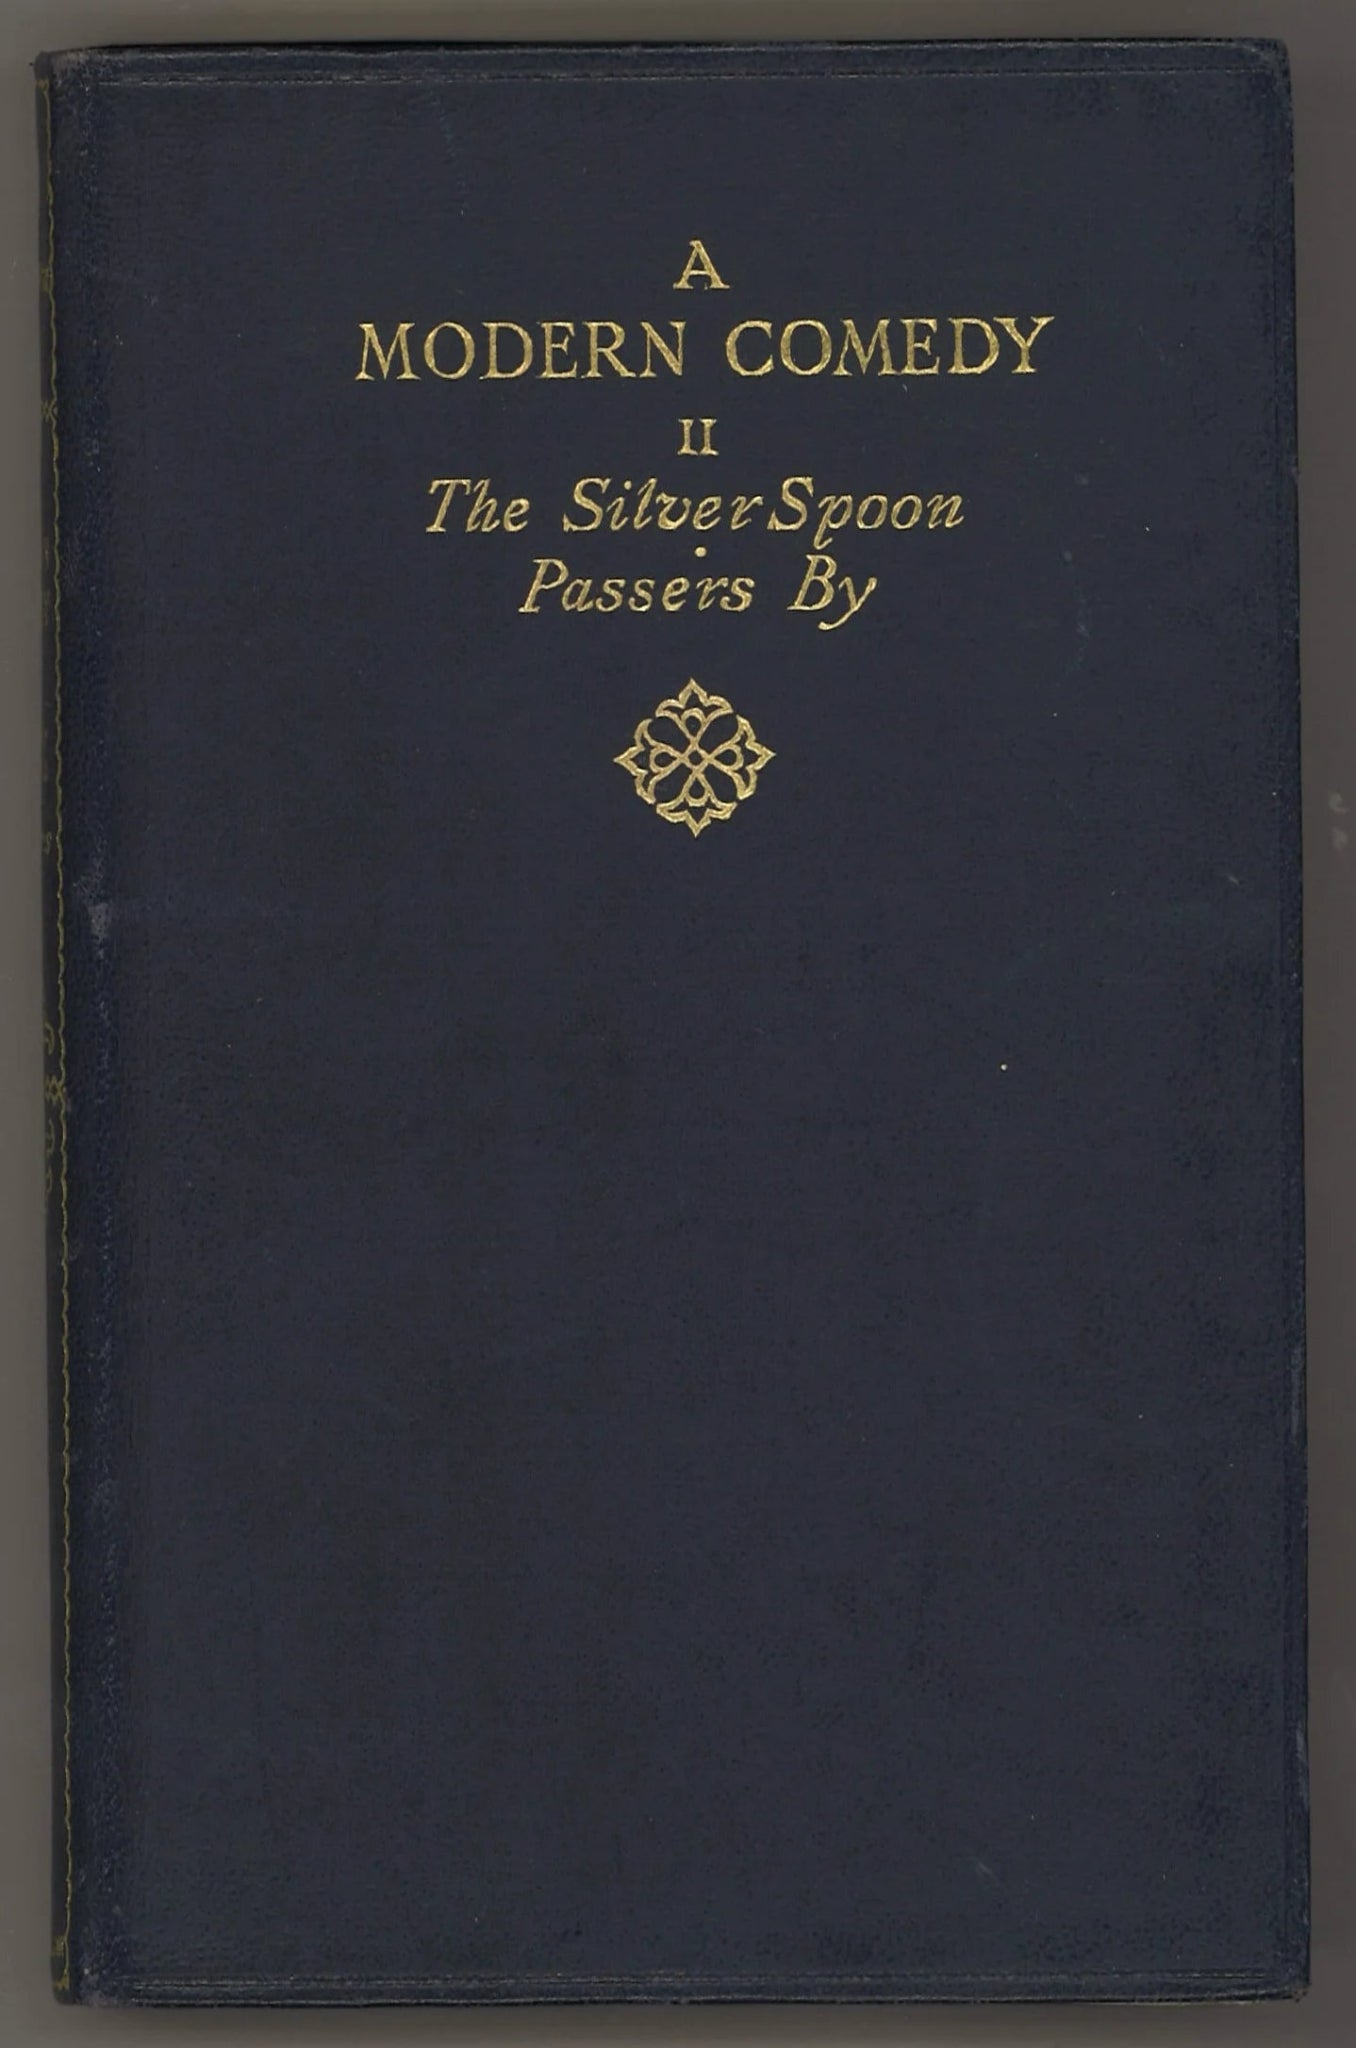 A
MODERN COMEDY
II
The Silver Spoon
Passers By